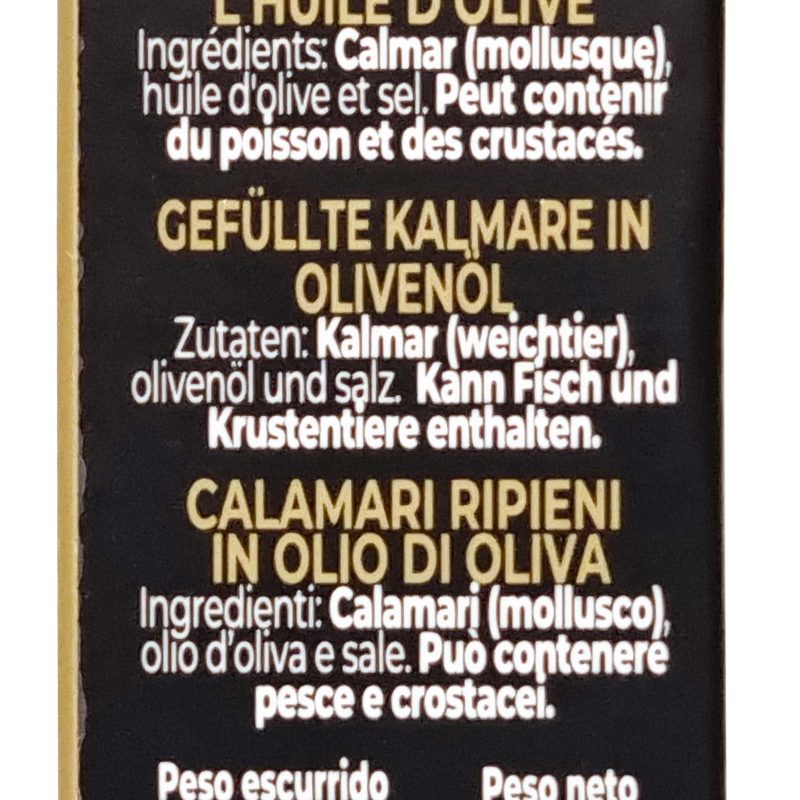 L'HUILE D'OLIVE
Ingrédients: Calmar (mollusque),
huile d'olive et sel. Peut contenir
du poisson et des crustacés.
GEFÜLLTE KALMARE IN
OLIVENÖL
Zutaten: Kalmar (weichtier),
olivenöl und salz. Kann Fisch und
Krustentiere enthalten.
CALAMARI RIPIENI
IN OLIO DI OLIVA
Ingredienti: Calamari (mollusco),
olio d'oliva e sale. Può contenere
pesce e crostacei.
Peso escurrido Peso neto